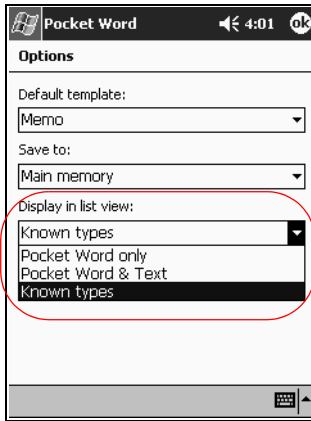 Pocket Word 4:01 ok
Options
Default template:
Memo
Save to:
Main memory
Display in list view:
Known types
Pocket Word only
Pocket Word & Text
Known types